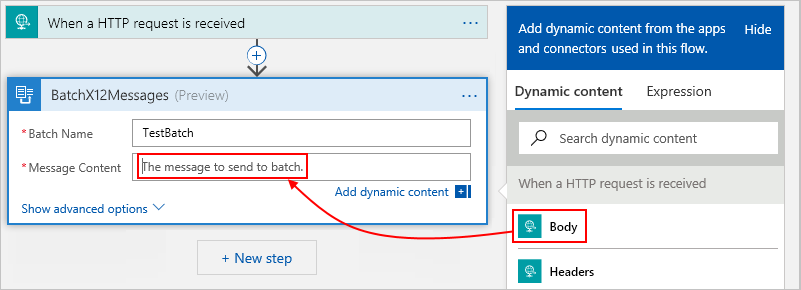 When a HTTP request is received
BatchX12Messages (Preview)
* Batch Name
TestBatch
* Message Content
The message to send to batch.
Add dynamic content
Show advanced options
+ New step
Add dynamic content from the apps
and connectors used in this flow.
Hide
Dynamic content
Expression
Search dynamic content
When a HTTP request is received
Body
Headers